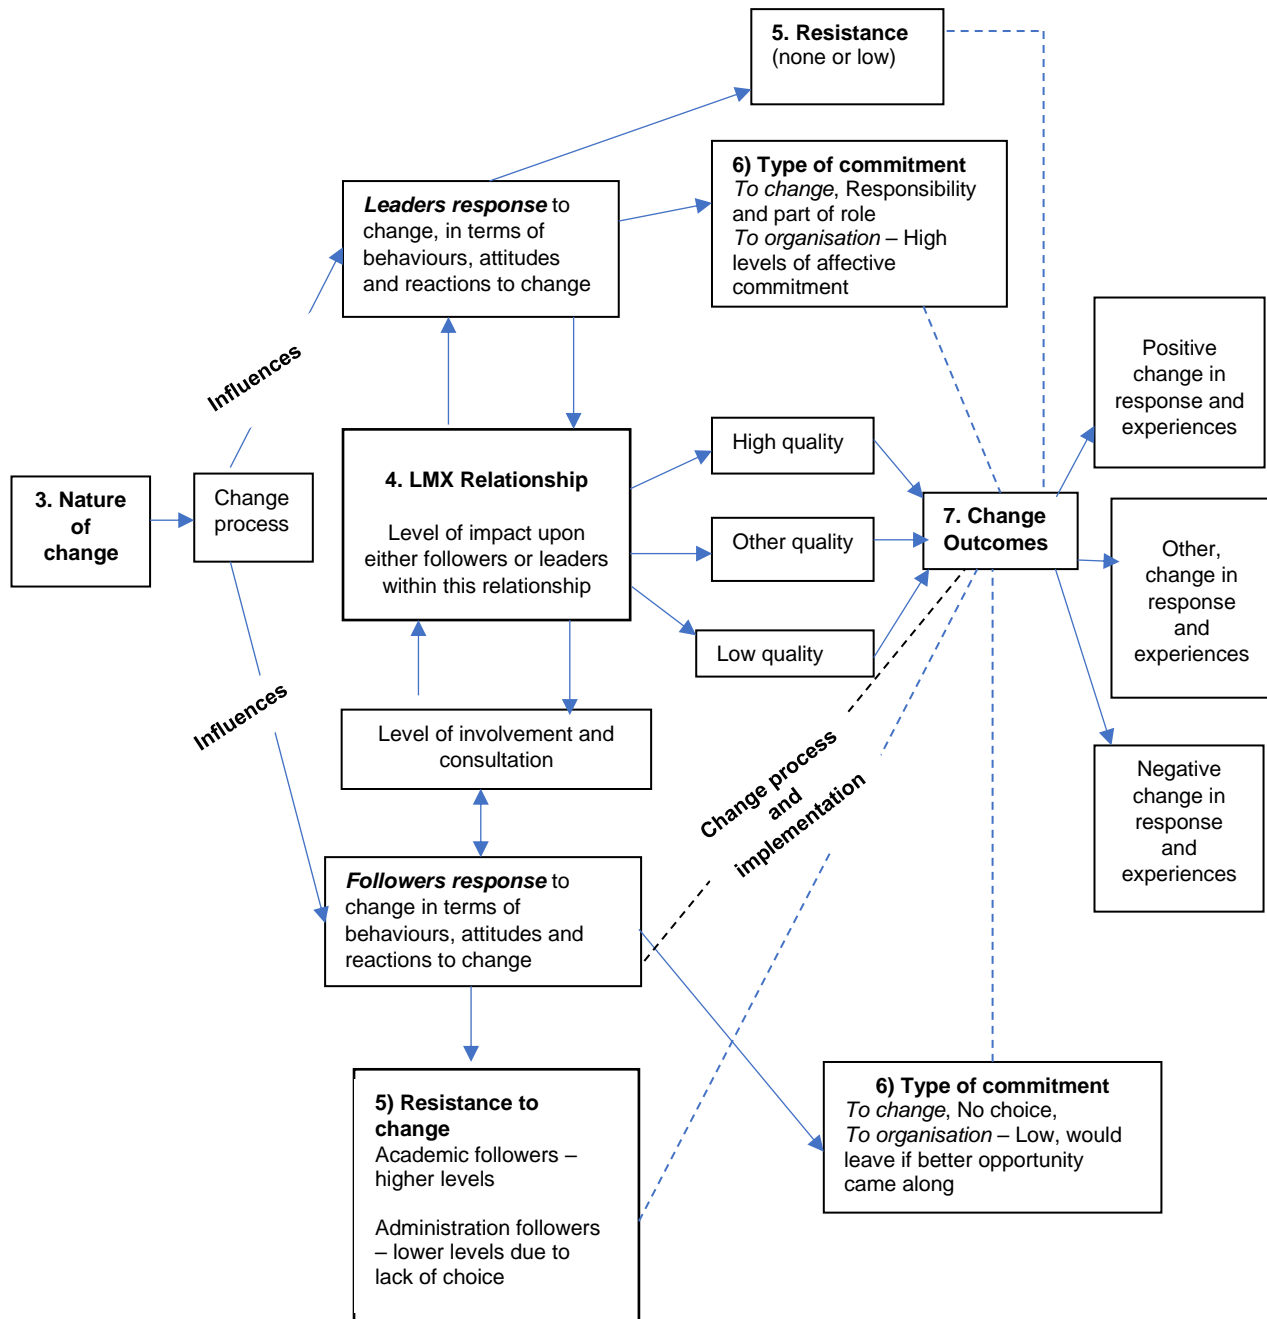 5. Resistance
(none or low)
6) Type of commitment
To change, Responsibility
and part of role
To organisation – High
levels of affective
commitment
Leaders response to
change, in terms of
behaviours, attitudes
and reactions to change
Influences
Positive
change in
response and
experiences
High quality
4. LMX Relationship
Level of impact upon
either followers or leaders
within this relationship
3. Nature
of
change
Change
process
Other quality
7. Change
Outcomes
Other,
change in
response
and
experiences
Low quality
Influences
Level of involvement and
consultation
Change process
and
implementation
Negative
change in
response
and
experiences
Followers response to
change in terms of
behaviours, attitudes and
reactions to change
5) Resistance to
change
Academic followers –
higher levels
Administration followers
– lower levels due to
lack of choice
6) Type of commitment
To change, No choice,
To organisation – Low, would
leave if better opportunity
came along